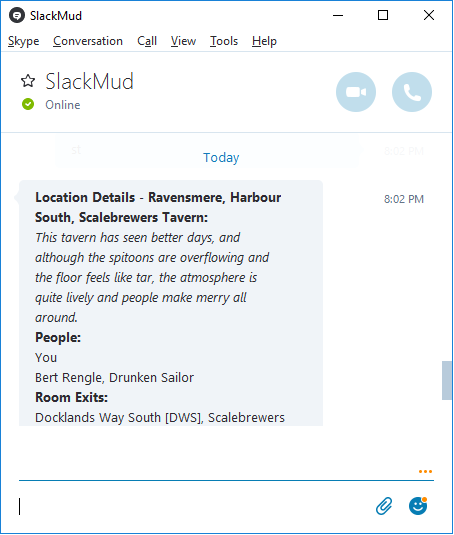 SlackMud
Skype Conversation Call View Tools Help
SlackMud
Online
Today
Location Details - Ravensmere, Harbour
South, Scalebrewers Tavern:
8:02 PM
This tavern has seen better days, and
although the spitoons are overflowing and
the floor feels like tar, the atmosphere is
quite lively and people make merry all
around.
People:
You
Bert Rengle, Drunken Sailor
Room Exits:
Docklands Way South [DWS], Scalebrewers